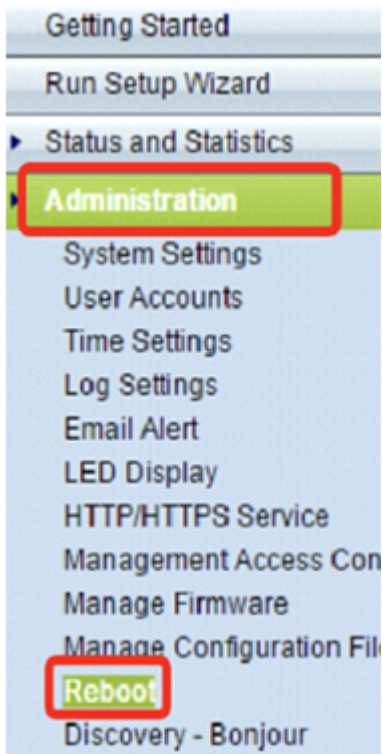 Getting Started
Run Setup Wizard
Status and Statistics
Administration
System Settings
User Accounts
Time Settings
Log Settings
Email Alert
LED Display
HTTP/HTTPS Service
Management Access Con
Manage Firmware
Manage Configuration File
Reboot
Discovery - Bonjour